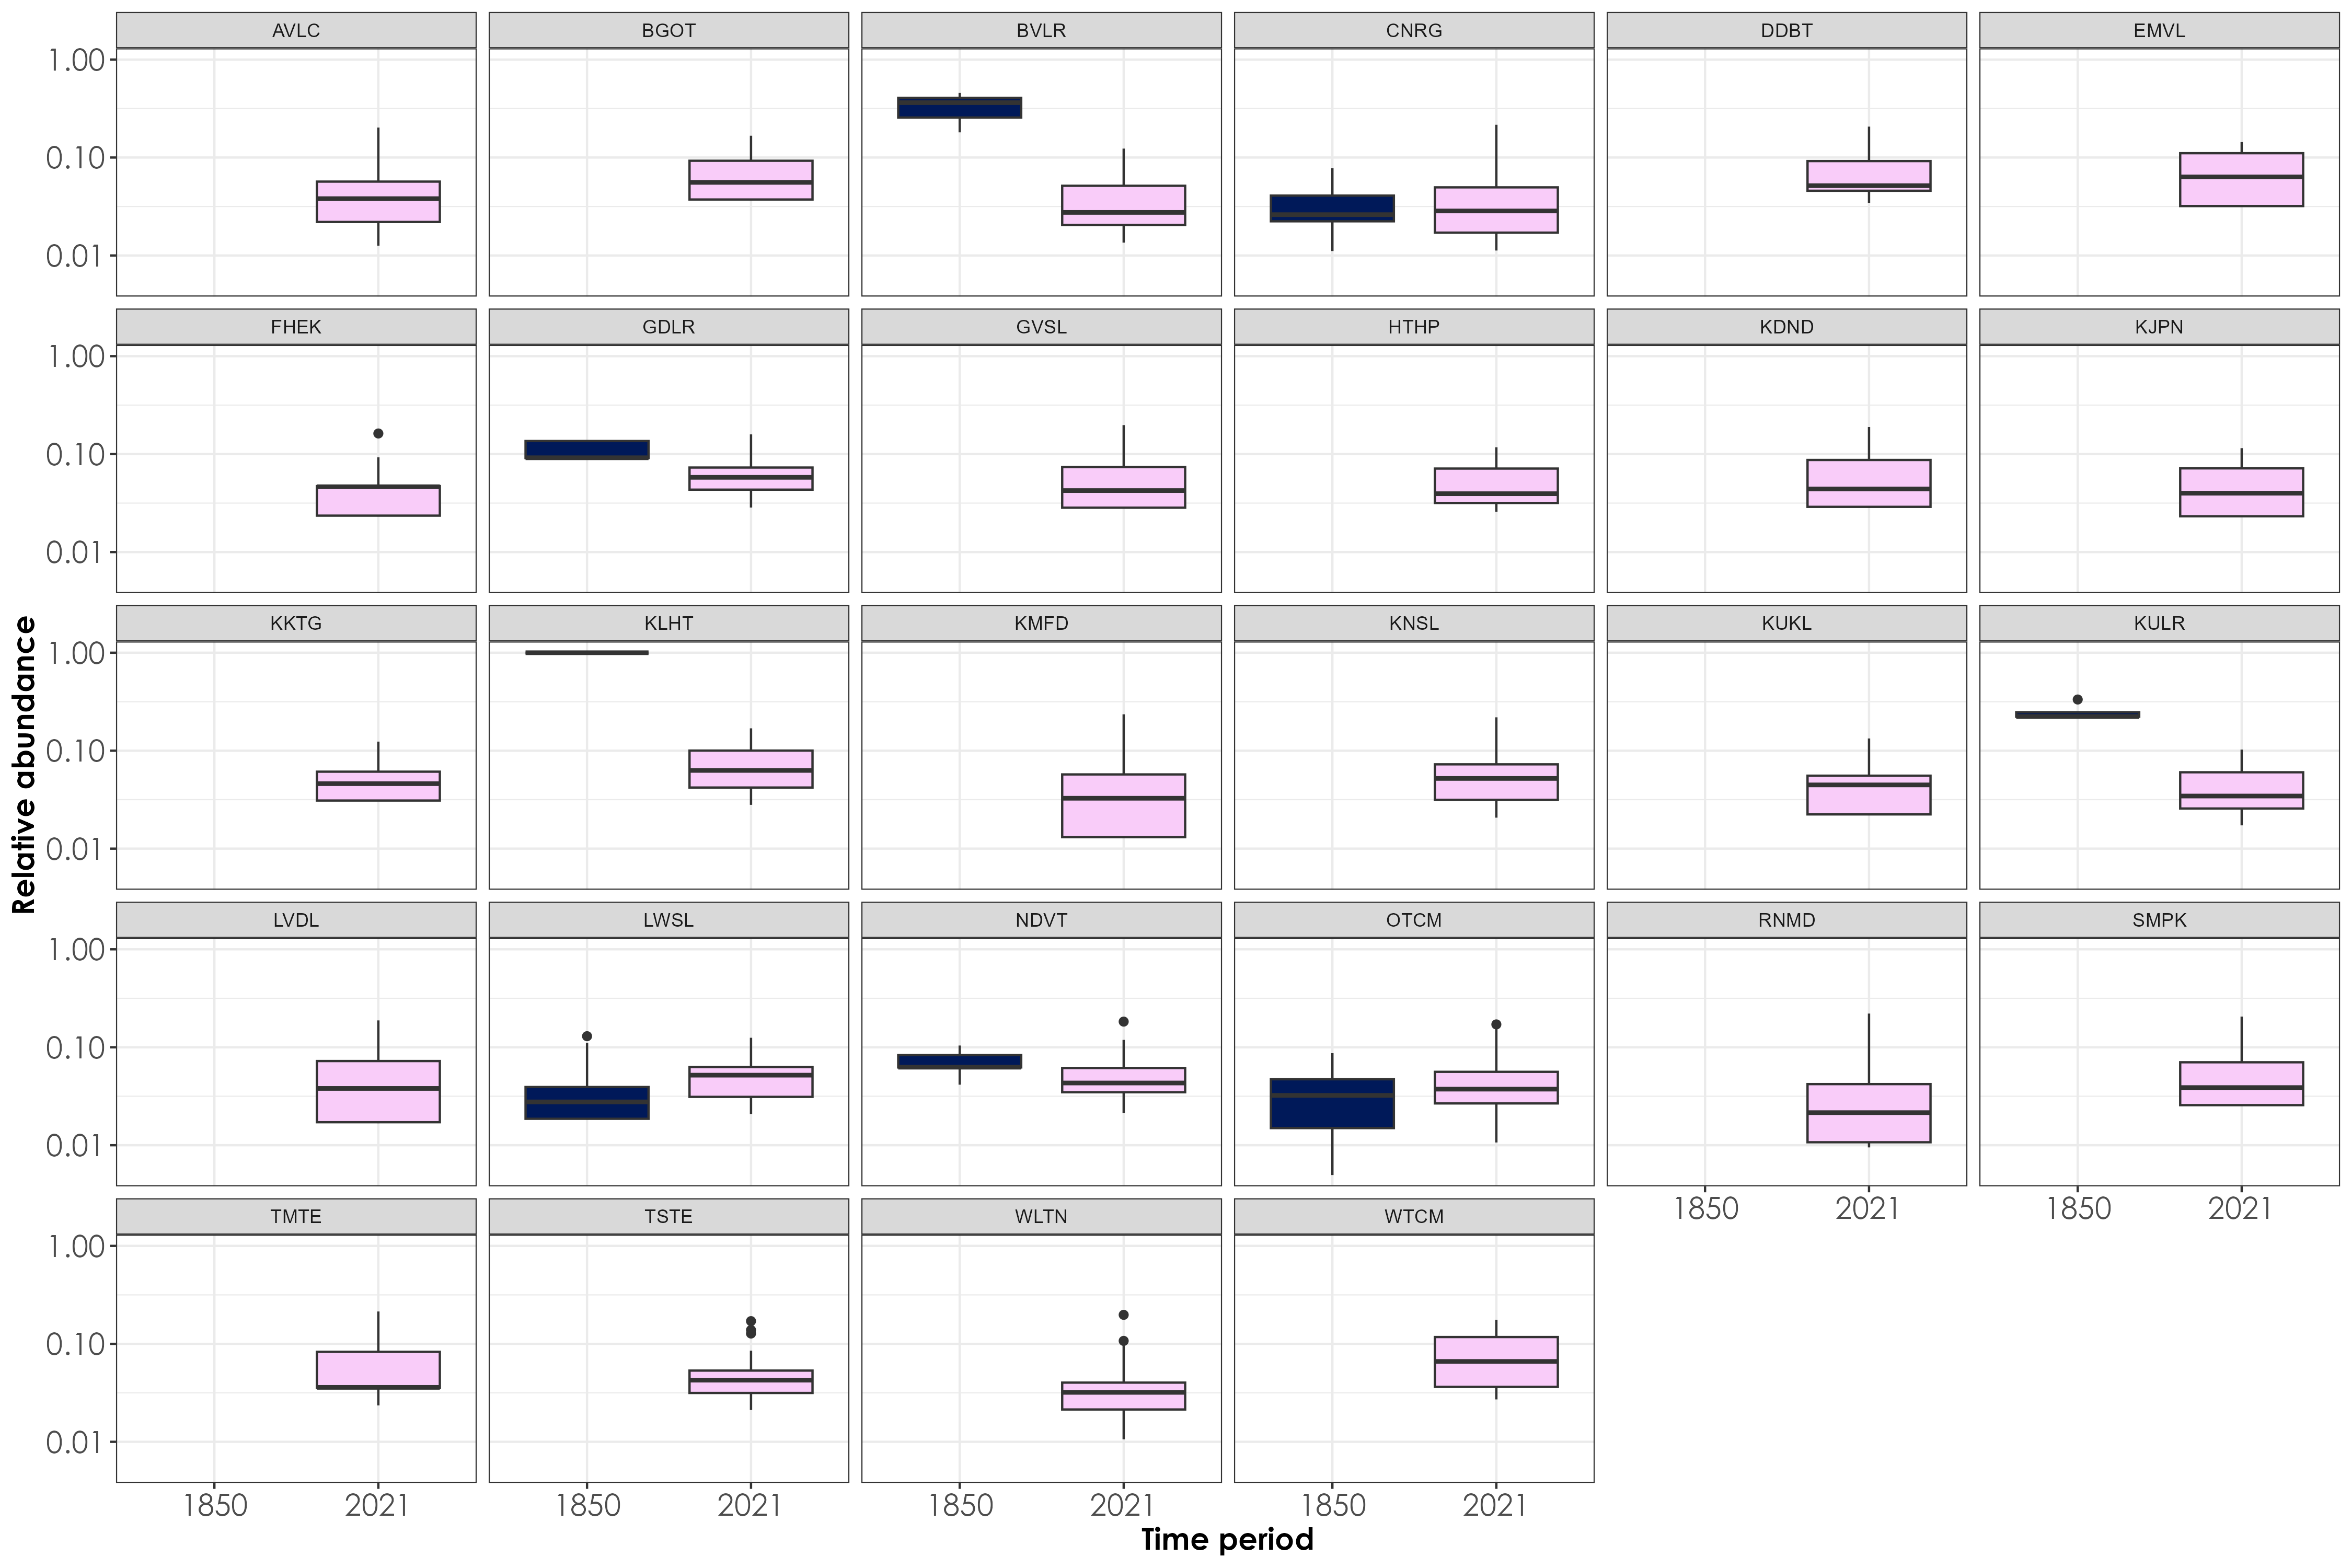 AVLC BGOT BVLR CNRG DDBT EMVL
1.00
0.10
0.01
FHEK GDLR GVSL HTHP KDND KJPN
1.00
0.10
0.01
KKTG KLHT KMFD KNSL KUKL KULR
1.00
0.10
0.01
LVDL LWSL NDVT OTCM RNMD SMPK
1.00
0.10
0.01
1850 2021 1850 2021
TMTE TSTE WLTN WTCM
1.00
0.10
0.01
1850 2021 1850 2021 1850 2021 1850 2021
Time period
Relative abundance